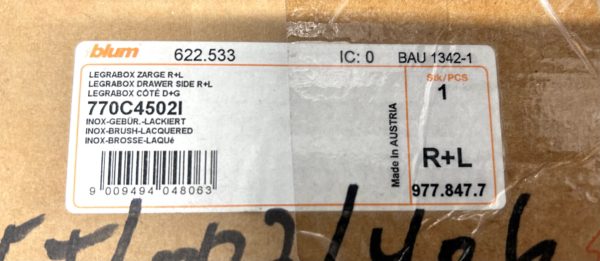 blum 622.533 IC: 0 BAU 1342-1
LEGRABOX ZARGE R+L
LEGRABOX DRAWER SIDE R+L
LEGRABOX CÔTÉ D+G
770C4502I
INOX-GEBÜR.-LACKIERT
INOX-BRUSH-LACQUERED
INOX-BROSSE-LAQUé
9 009494 048063
Made in AUSTRIA
Stk/PCS
1
R+L
977.847.7